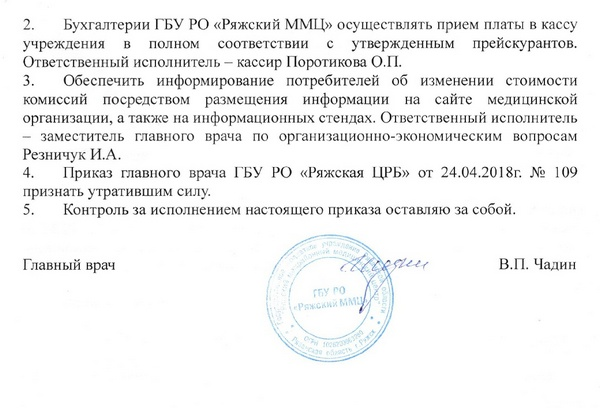 2. Бухгалтерии ГБУ РО «Ряжский ММЦ» осуществлять прием платы в кассу
учреждения в полном соответствии с утвержденным прейскурантов.
Ответственный исполнитель – кассир Поротикова О.П.
3. Обеспечить информирование потребителей об изменении стоимости
комиссий посредством размещения информации на сайте медицинской
организации, а также на информационных стендах. Ответственный исполнитель
– заместитель главного врача по организационно-экономическим вопросам
Резничук И.А.
4. Приказ главного врача ГБУ РО «Ряжская ЦРБ» от 24.04.2018г. № 109
признать утратившим силу.
5. Контроль за исполнением настоящего приказа оставляю за собой.
Главный врач
В.П. Чадин
ГБУ РО
«Ряжский ММЦ»